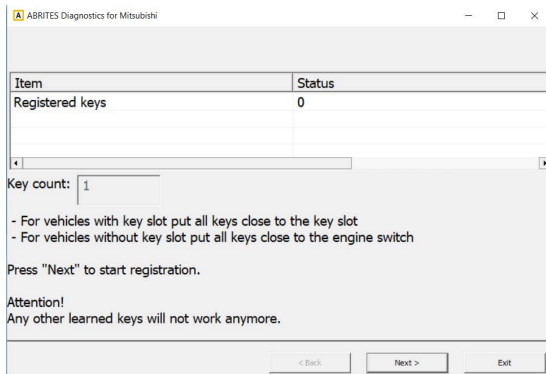 A ABRITES Diagnostics for Mitsubishi
Item Status
Registered keys 0
Key count: 1
- For vehicles with key slot put all keys close to the key slot
- For vehicles without key slot put all keys close to the engine switch
Press "Next" to start registration.
Attention!
Any other learned keys will not work anymore.
< Back Next > Exit